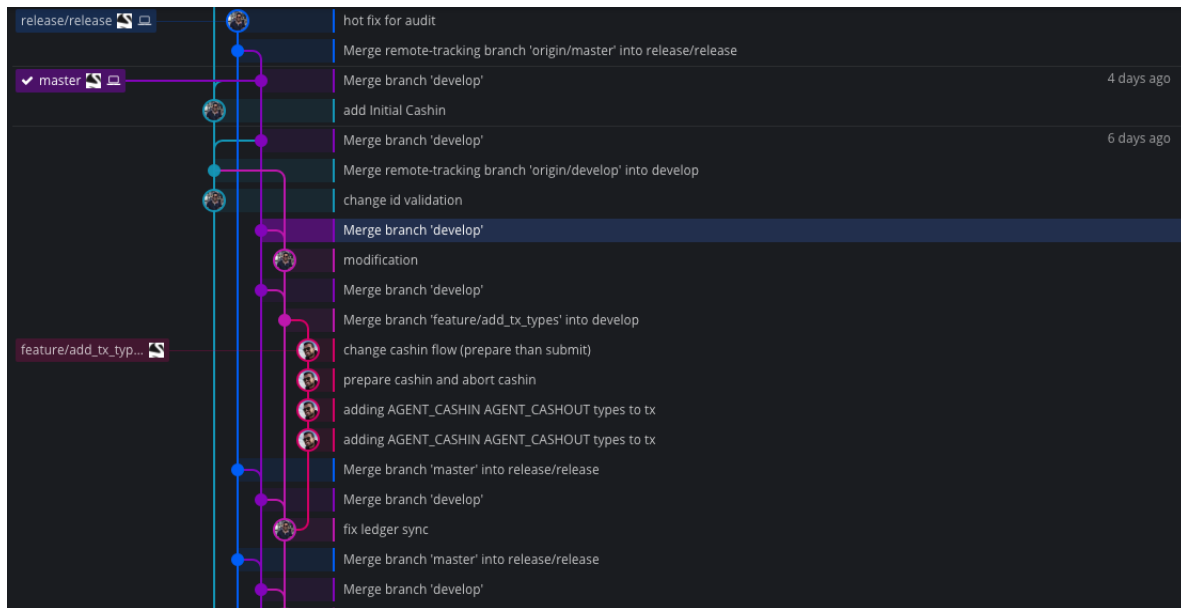 release/release hot fix for audit
Merge remote-tracking branch 'origin/master' into release/release
master Merge branch 'develop' 4 days ago
add Initial Cashin
Merge branch 'develop' 6 days ago
Merge remote-tracking branch 'origin/develop' into develop
change id validation
Merge branch 'develop'
modification
Merge branch 'develop'
Merge branch 'feature/add_tx_types' into develop
feature/add_tx_typ... change cashin flow (prepare than submit)
prepare cashin and abort cashin
adding AGENT_CASHIN AGENT_CASHOUT types to tx
adding AGENT_CASHIN AGENT_CASHOUT types to tx
Merge branch 'master' into release/release
Merge branch 'develop'
fix ledger sync
Merge branch 'master' into release/release
Merge branch 'develop'